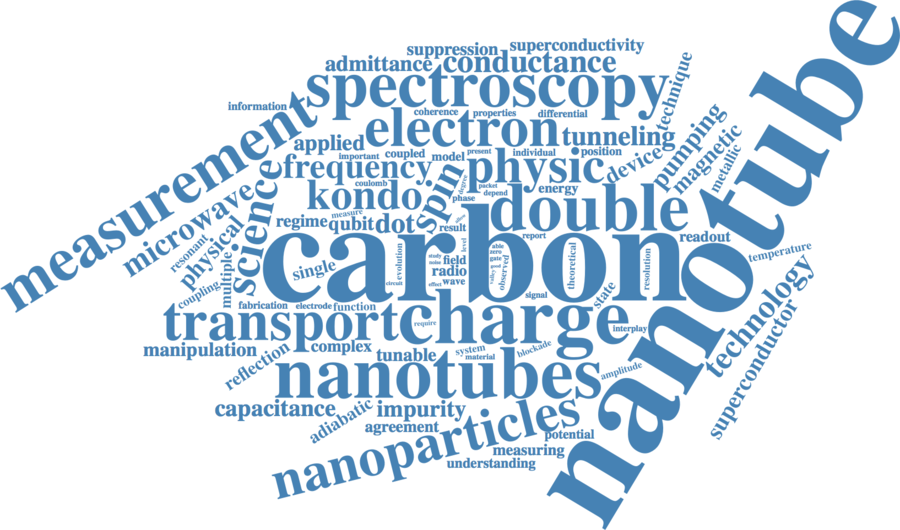 suppression
superconductivity
admittance
conductance
spectroscopy
technique
nanotube
information
coherence
properties
differential
measurement
applied
electron
tunneling
pumping
magnetic
metallic
important
coupled
model
present
individual
position
device
frequency
physic
science
microwave
coulomb
spin
degree
packet
depend
energy
phase
kondo
double
regime
measure
qubit
dot
result
report
readout
resonant
physical
multiple
coupling
carbon
single
evolution
circuit
study
noise
field
level
radio
effect
wave
able
zero
gate
good
valley
observed
theoretical
resolution
temperature
signal
state
fabrication
electrode
function
transport
charge
require
interplay
technology
superconductor
manipulation
reflection
complex
tunable
system
material
blockade
amplitude
nanotubes
capacitance
adiabatic
impurity
agreement
nanoparticles
potential
measuring
understanding